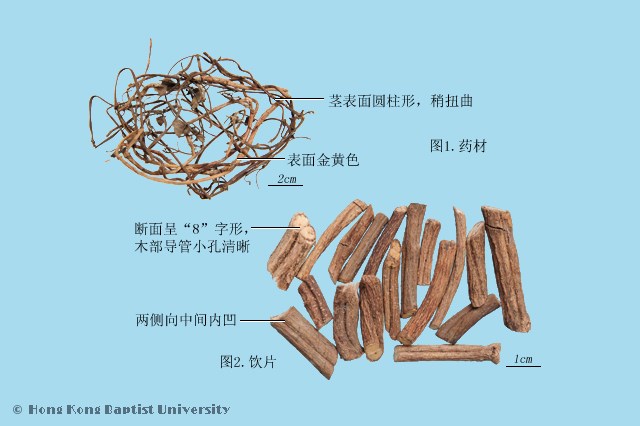 茎表面圆柱形，稍扭曲
图1.药材
表面金黄色
2cm
断面呈“8”字形，
木部导管小孔清晰
两侧向中间内凹
图2.饮片
1cm
© Hong Kong Baptist University